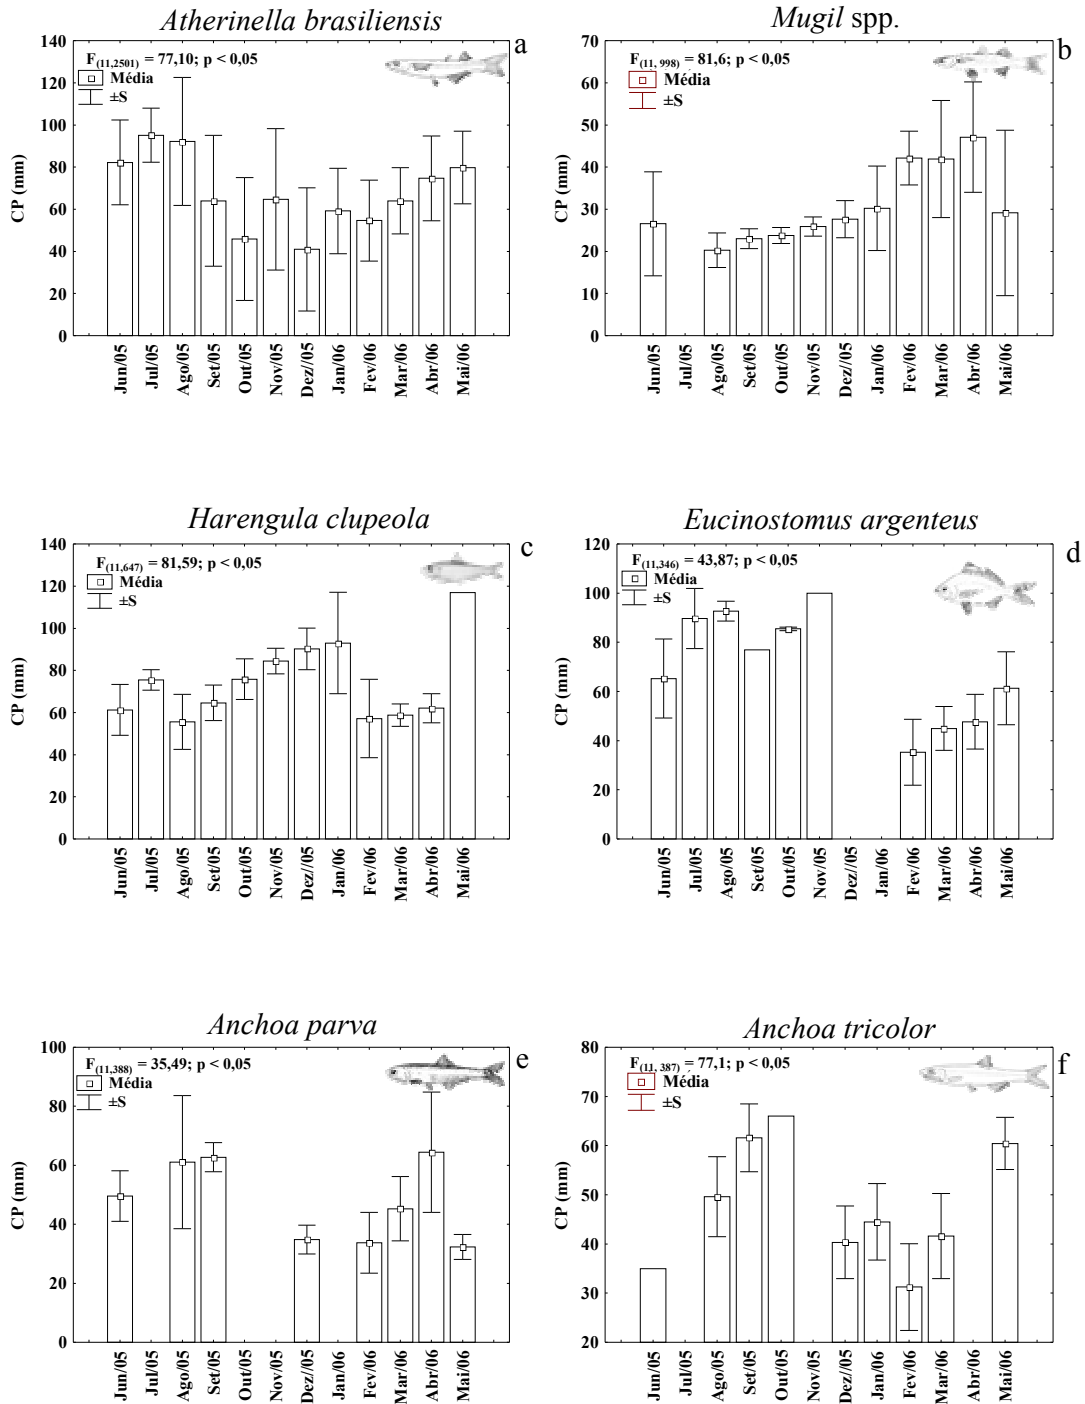 Atherinella brasiliensis
a
F(11,2501) = 77,10; p < 0,05
Média
±S
CP (mm)
140
120
100
80
60
40
20
0
Jun/05
Jul/05
Ago/05
Set/05
Out/05
Nov/05
Dez//05
Jan/06
Fev/06
Mar/06
Abr/06
Mai/06
Mugil spp.
b
F(11, 998) = 81,6; p < 0,05
Média
±S
CP (mm)
70
60
50
40
30
20
10
0
Jun/05
Jul/05
Ago/05
Set/05
Out/05
Nov/05
Dez//05
Jan/06
Fev/06
Mar/06
Abr/06
Mai/06
Harengula clupeola
c
F(11,647) = 81,59; p < 0,05
Média
±S
CP (mm)
140
120
100
80
60
40
20
0
Jun/05
Jul/05
Ago/05
Set/05
Out/05
Nov/05
Dez//05
Jan/06
Fev/06
Mar/06
Abr/06
Mai/06
Eucinostomus argenteus
d
F(11,346) = 43,87; p < 0,05
Média
±S
CP (mm)
120
100
80
60
40
20
0
Jun/05
Jul/05
Ago/05
Set/05
Out/05
Nov/05
Dez//05
Jan/06
Fev/06
Mar/06
Abr/06
Mai/06
Anchoa parva
e
F(11,388) = 35,49; p < 0,05
Média
±S
CP (mm)
100
80
60
40
20
0
Jun/05
Jul/05
Ago/05
Set/05
Out/05
Nov/05
Dez//05
Jan/06
Fev/06
Mar/06
Abr/06
Mai/06
Anchoa tricolor
f
F(11, 387) = 77,1; p < 0,05
Média
±S
CP (mm)
80
70
60
50
40
30
20
Jun/05
Jul/05
Ago/05
Set/05
Out/05
Nov/05
Dez//05
Jan/06
Fev/06
Mar/06
Abr/06
Mai/06